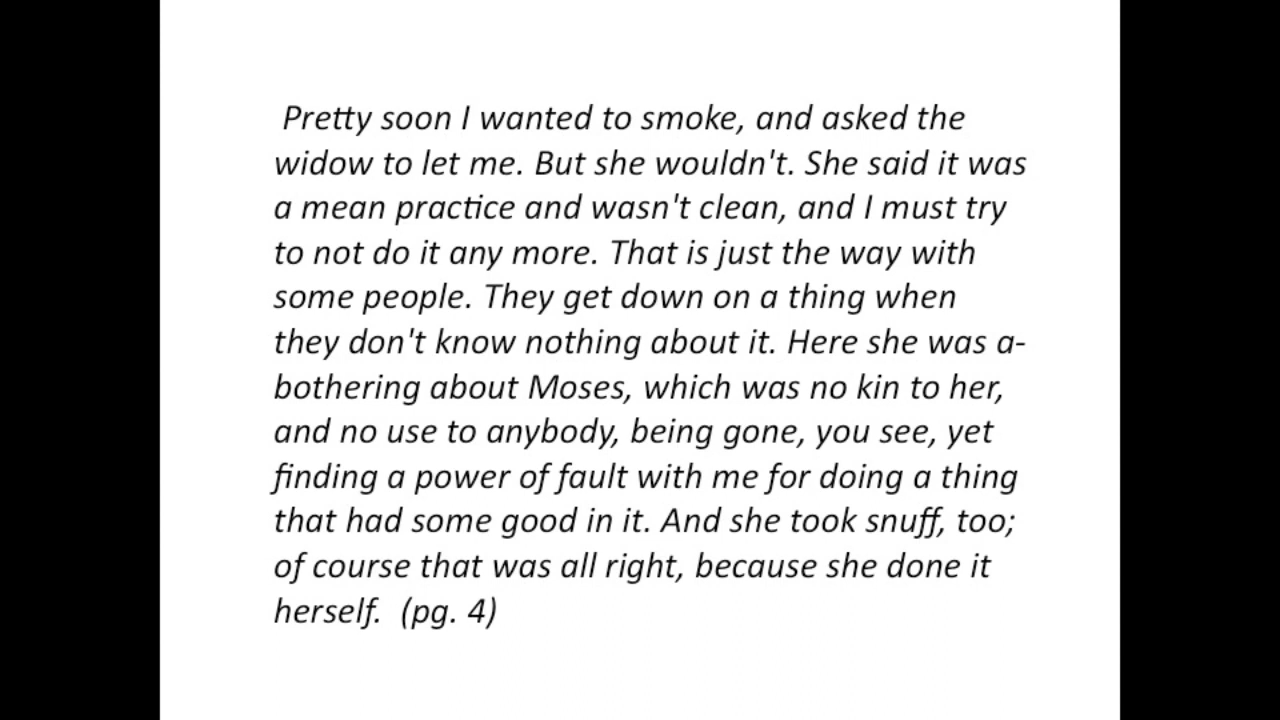 Pretty soon I wanted to smoke, and asked the
widow to let me. But she wouldn't. She said it was
a mean practice and wasn't clean, and I must try
to not do it any more. That is just the way with
some people. They get down on a thing when
they don't know nothing about it. Here she was a-
bothering about Moses, which was no kin to her,
and no use to anybody, being gone, you see, yet
finding a power of fault with me for doing a thing
that had some good in it. And she took snuff, too;
of course that was all right, because she done it
herself. (pg. 4)